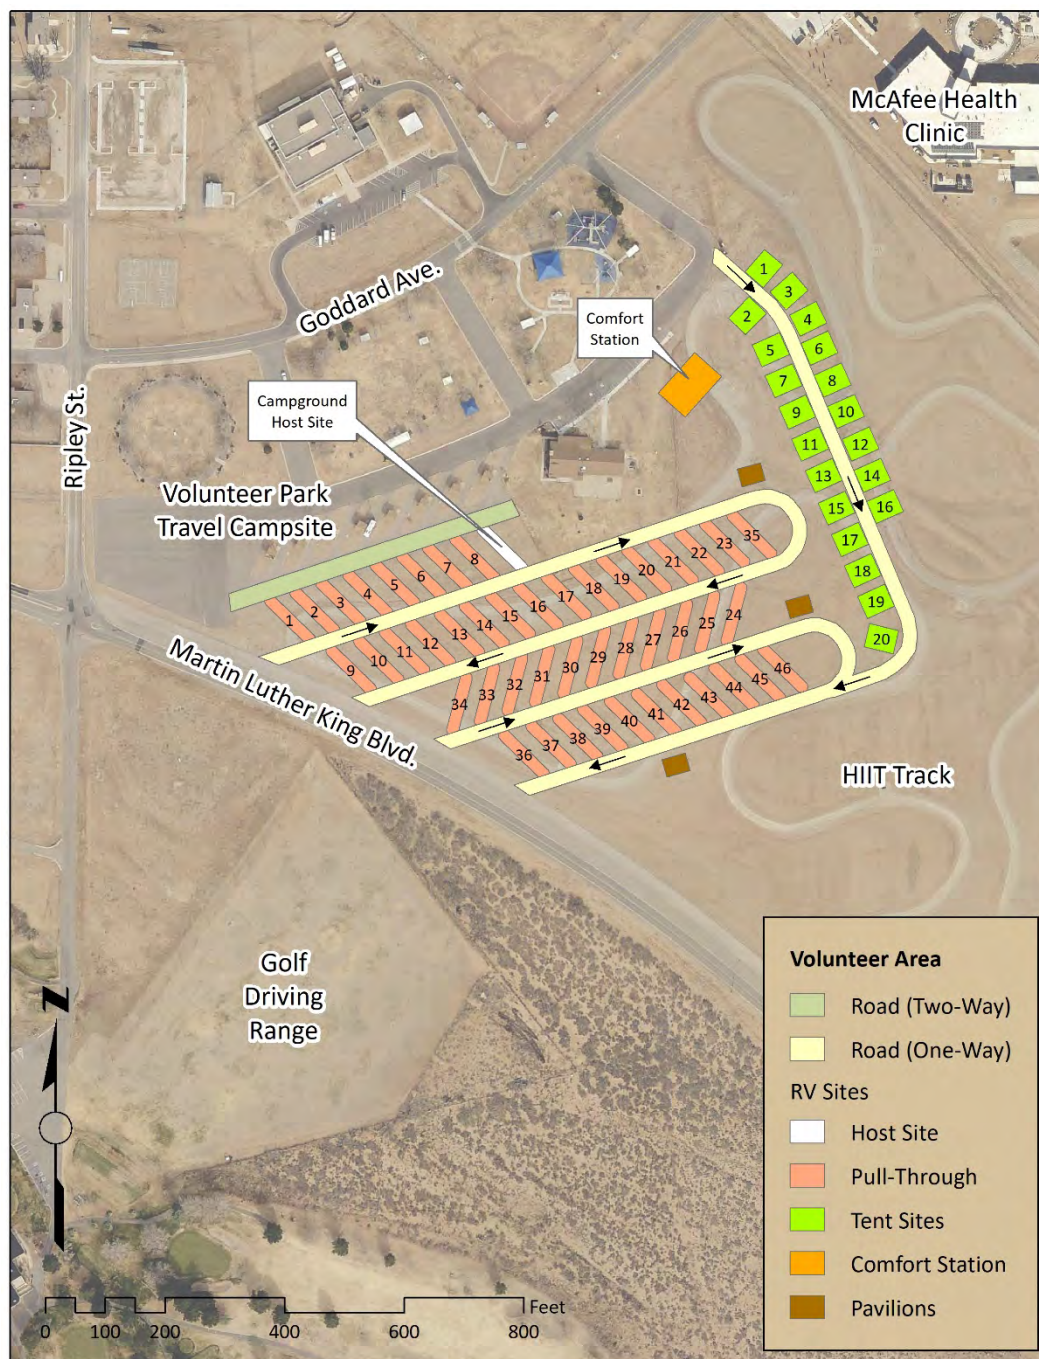 McAfee Health
Clinic
Goddard Ave.
Ripley St.
Comfort
Station
Campground
Host Site
Volunteer Park
Travel Campsite
1
2
3
4
5
6
7
8
9
10
11
12
13
14
15
16
17
18
19
20
1
2
3
4
5
6
7
8
9
10
11
12
13
14
15
16
17
18
19
20
21
22
23
35
34
33
32
31
30
29
28
27
26
25
24
36
37
38
39
40
41
42
43
44
45
46
Martin Luther King Blvd.
HIIT Track
Golf
Driving
Range
Volunteer Area
Road (Two-Way)
Road (One-Way)
RV Sites
Host Site
Pull-Through
Tent Sites
Comfort Station
Pavilions
N
0 100 200 400 600 800 Feet